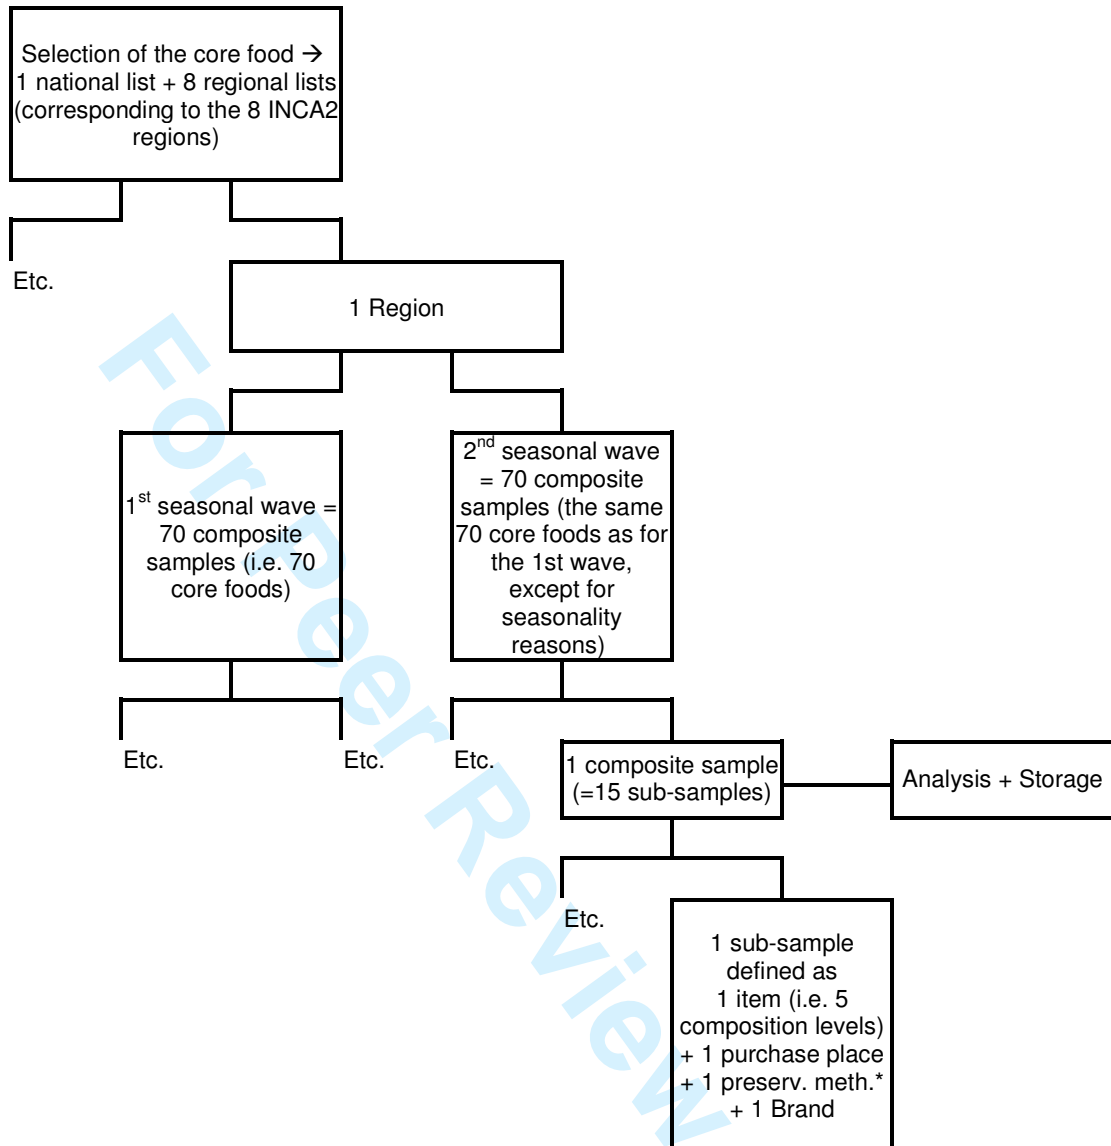 Selection of the core food →
1 national list + 8 regional lists
(corresponding to the 8 INCA2
regions)
Etc.
1 Region
1st seasonal wave =
70 composite
samples (i.e. 70
core foods)
2nd seasonal wave
= 70 composite
samples (the same
70 core foods as for
the 1st wave,
except for
seasonality
reasons)
Etc.
Etc.
Etc.
1 composite sample
(=15 sub-samples)
Analysis + Storage
Etc.
1 sub-sample
defined as
1 item (i.e. 5
composition levels)
+ 1 purchase place
+ 1 preserv. meth.*
+ 1 Brand
For Peer Review